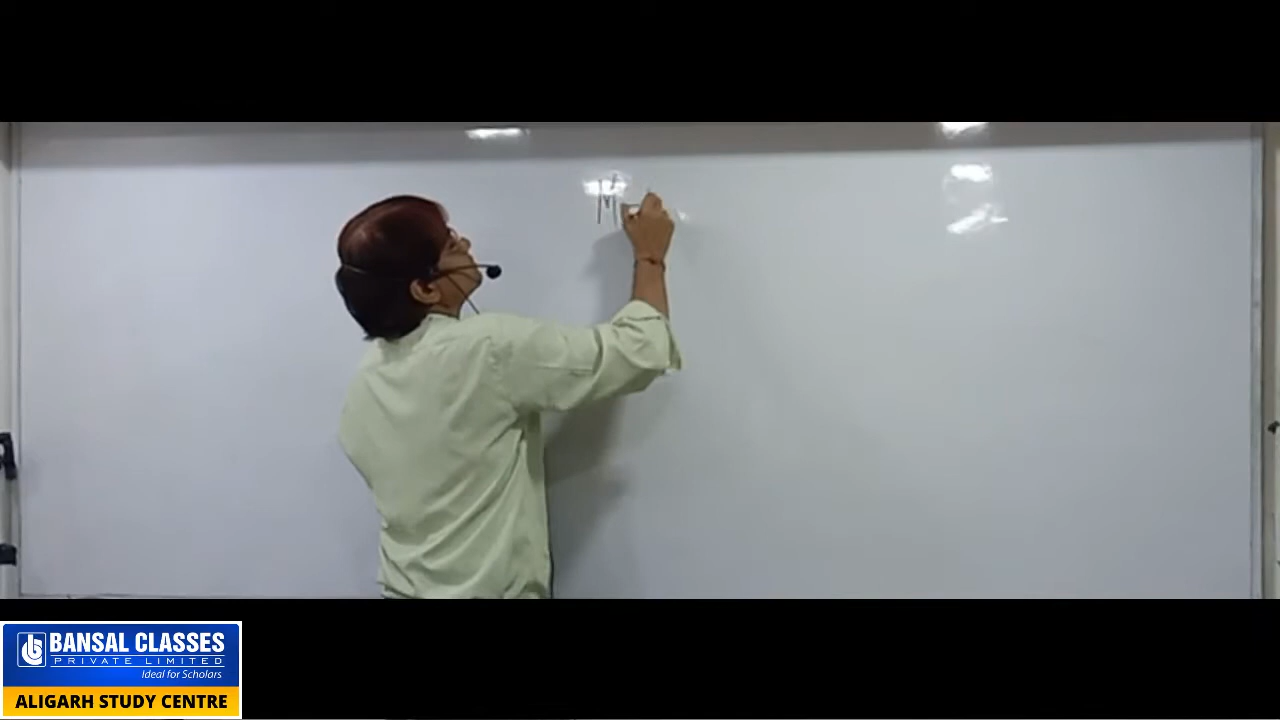 M
BANSAL CLASSES
PRIVATE LIMITED
Ideal for Scholars
ALIGARH STUDY CENTRE